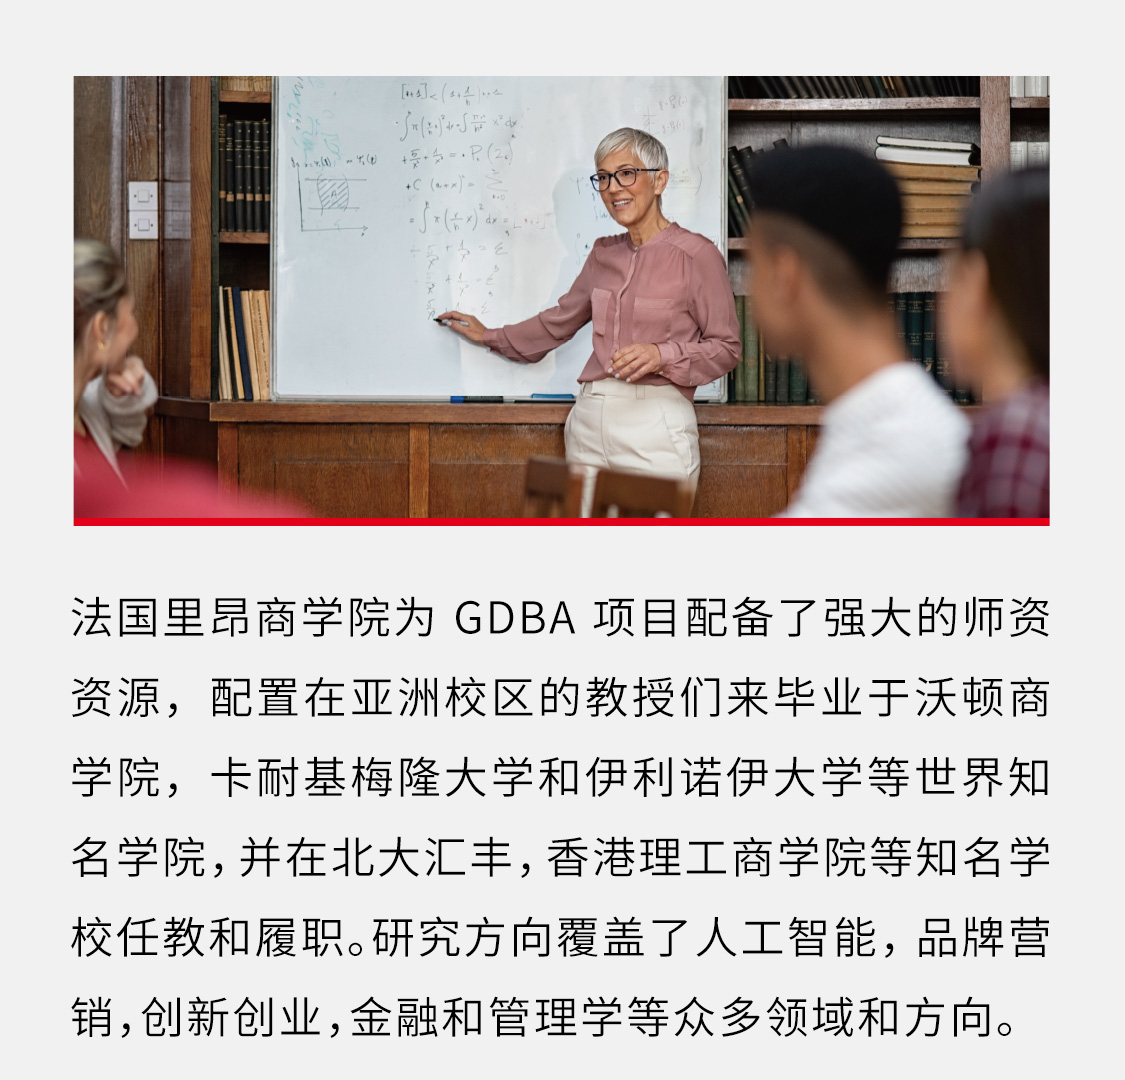 法国里昂商学院为 GDBA 项目配备了强大的师资
资源，配置在亚洲校区的教授们来毕业于沃顿商
学院，卡耐基梅隆大学和伊利诺伊大学等世界知
名学院，并在北大汇丰，香港理工商学院等知名学
校任教和履职。研究方向覆盖了人工智能，品牌营
销，创新创业，金融和管理学等众多领域和方向。